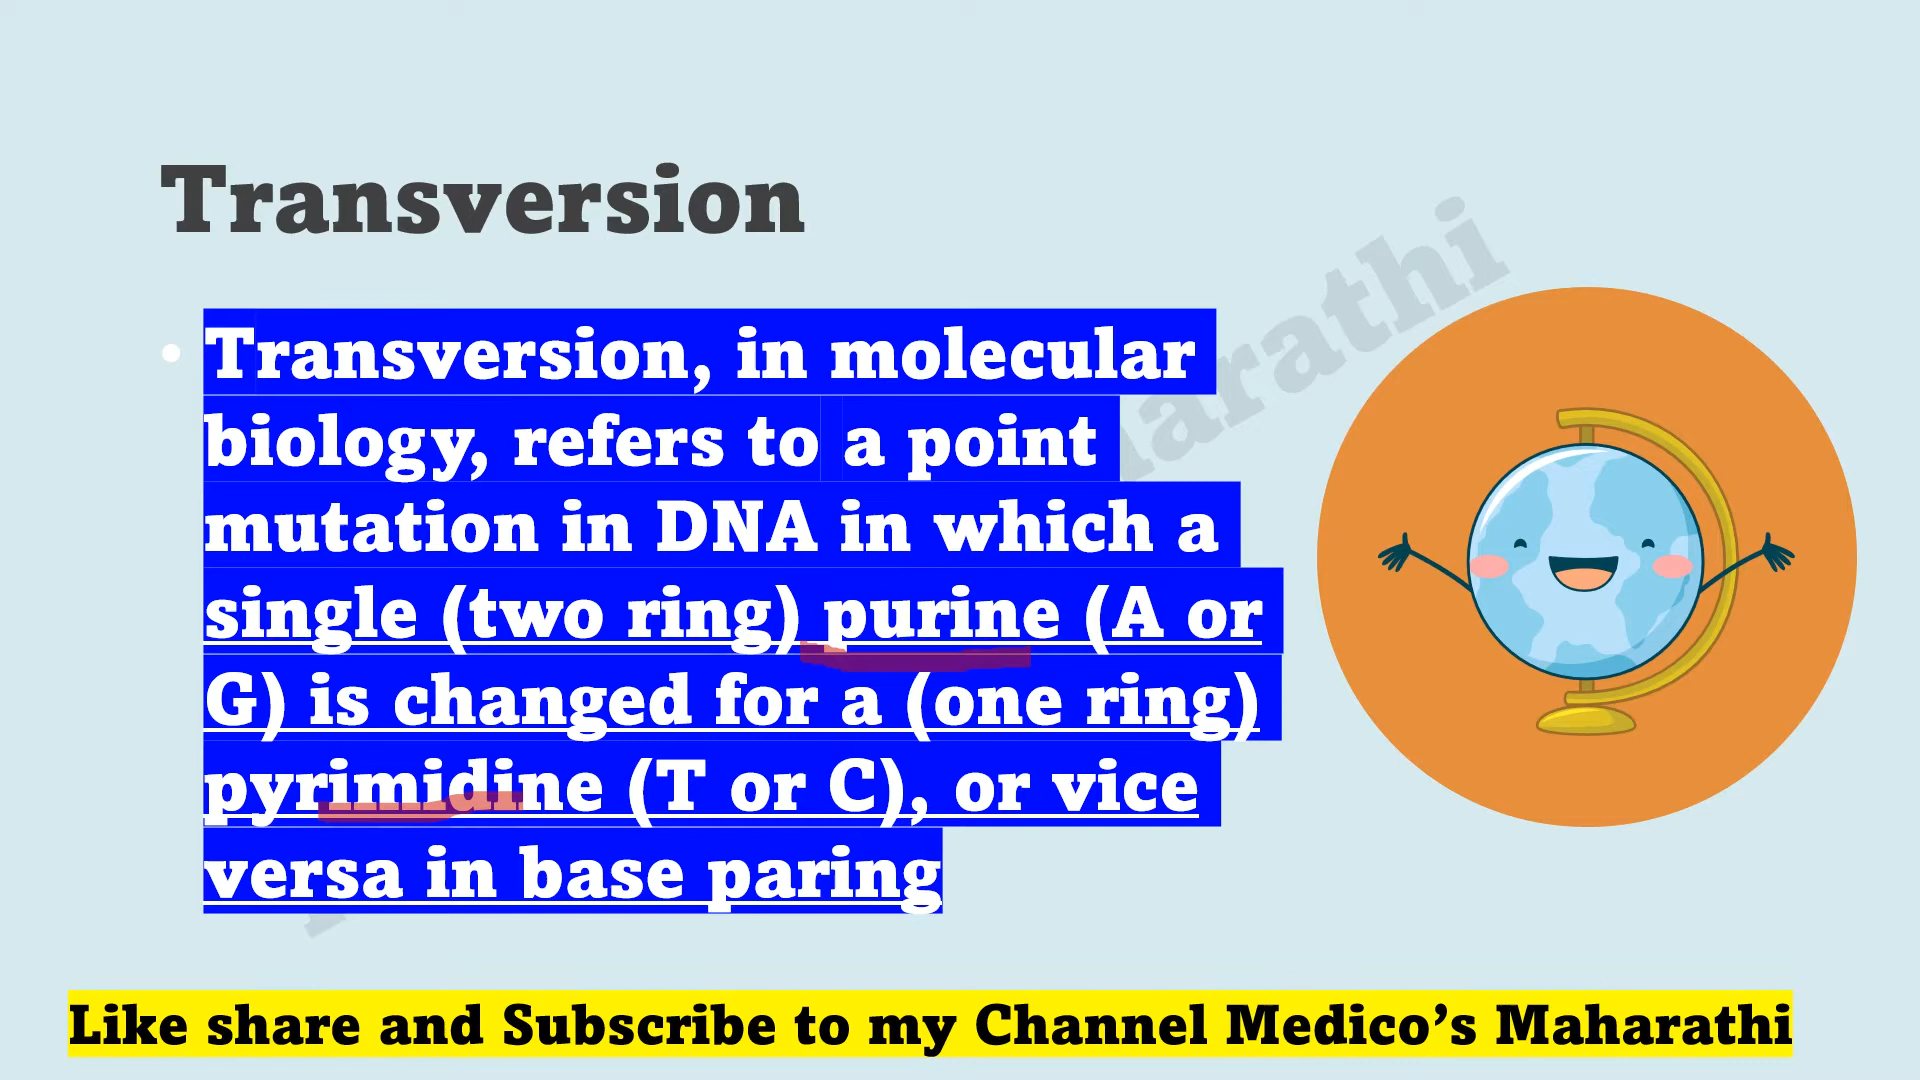 Transversion
Transversion, in molecular
biology, refers to a point
mutation in DNA in which a
single (two ring) purine (A or
G) is changed for a (one ring)
pyrimidine (T or C), or vice
versa in base paring
Like share and Subscribe to my Channel Medico’s Maharathi